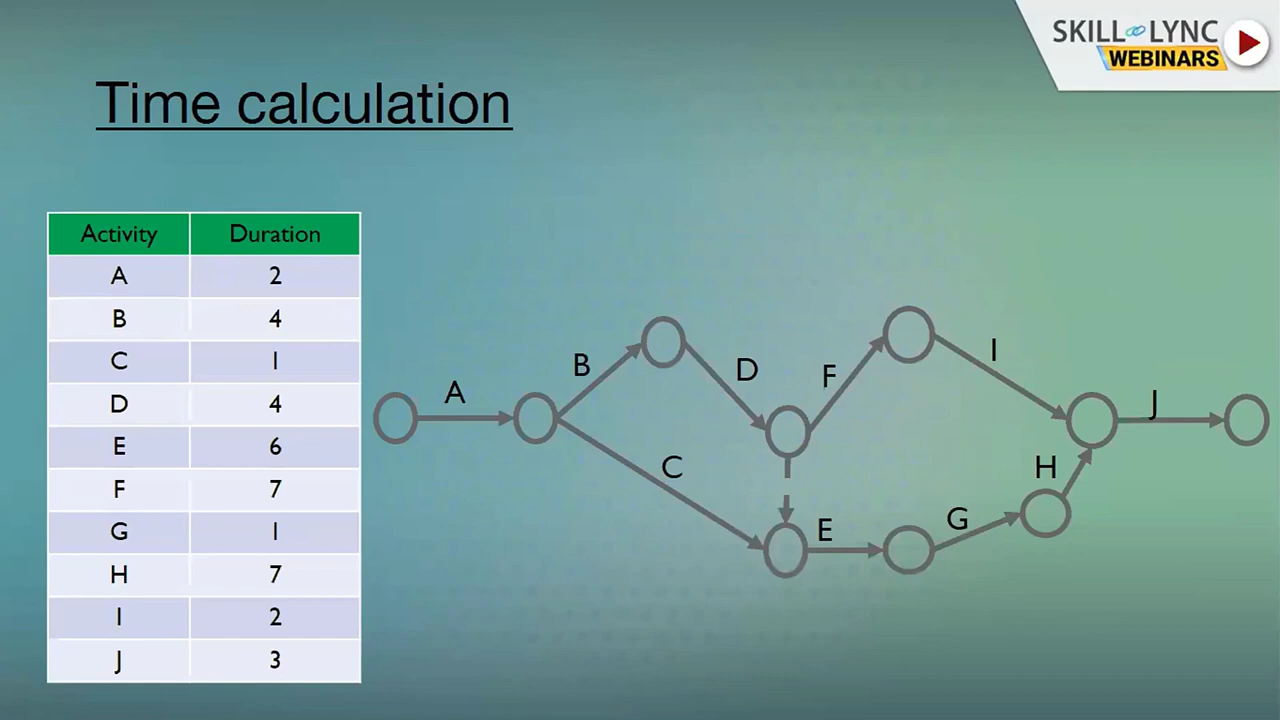 SKILL LYNC
WEBINARS
Time calculation
Activity Duration
A 2
B 4
C 1
D 4
E 6
F 7
G 1
H 7
I 2
J 3
A
B
C
D
F
E
G
H
I
J